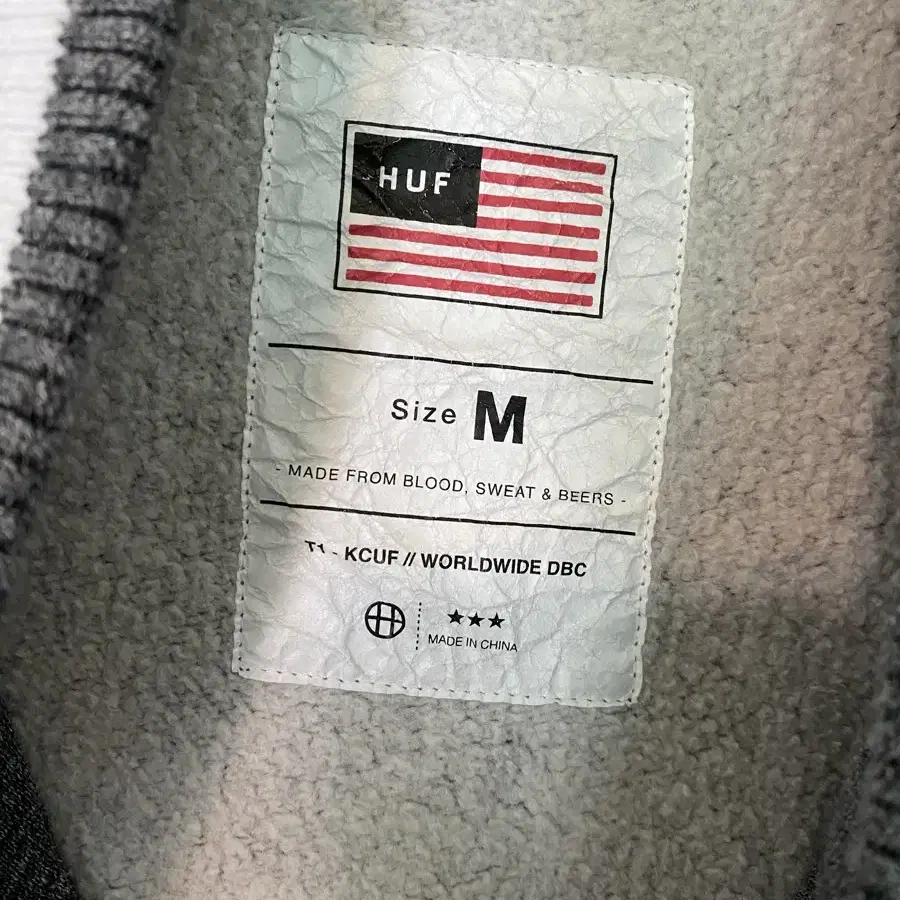 HUF
Size M
- MADE FROM BLOOD, SWEAT & BEERS -
T1 - KCUF // WORLDWIDE DBC
MADE IN CHINA